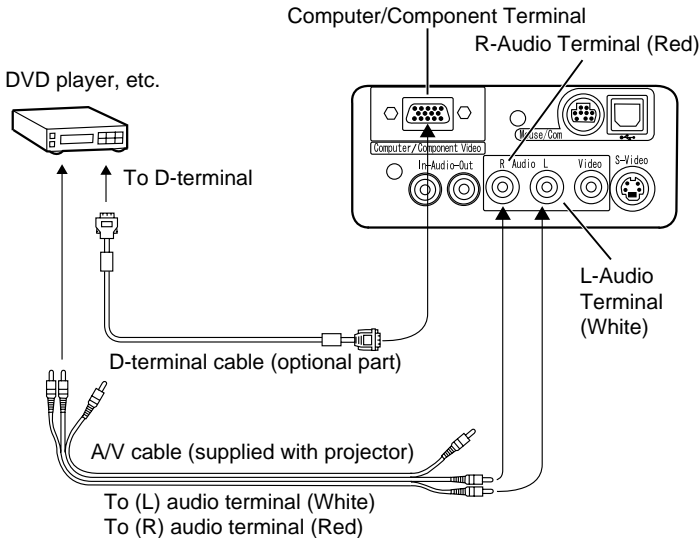 Computer/Component Terminal
R-Audio Terminal (Red)
DVD player, etc.
Mouse/Com
Computer/Component Video
In-Audio-Out
R Audio L
Video
S-Video
To D-terminal
L-Audio
Terminal
(White)
D-terminal cable (optional part)
A/V cable (supplied with projector)
To (L) audio terminal (White)
To (R) audio terminal (Red)